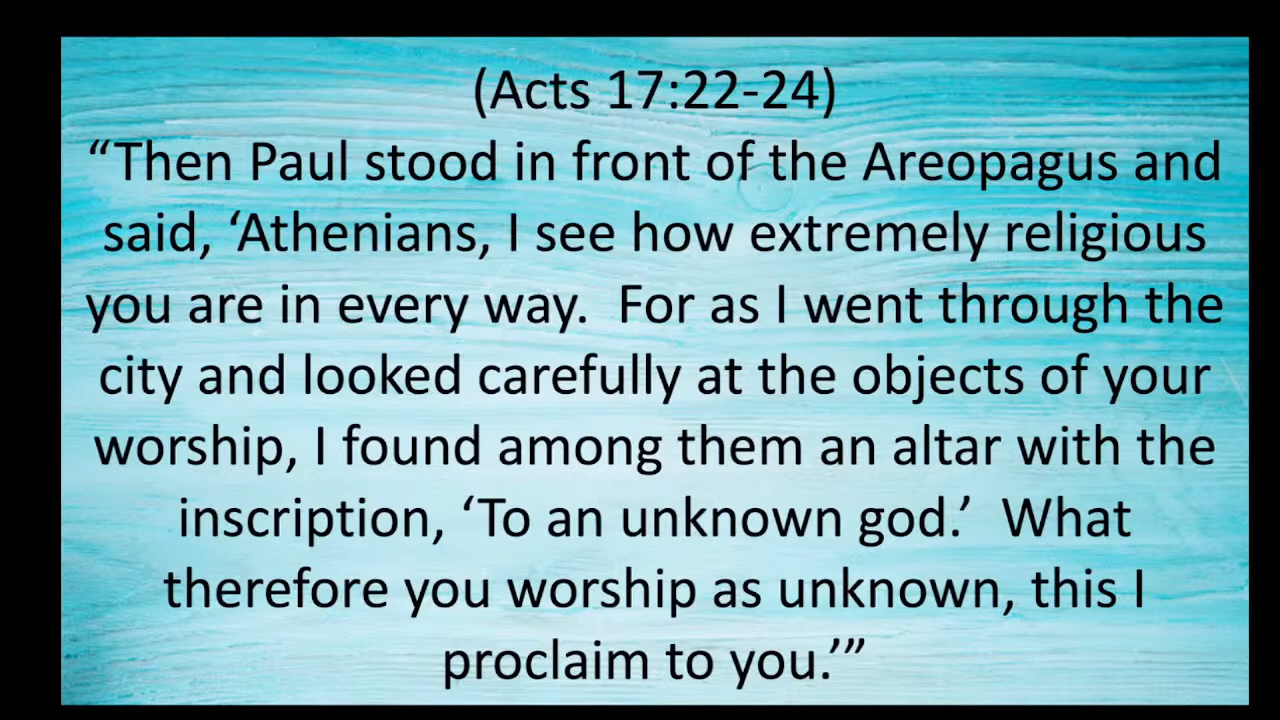 (Acts 17:22-24)
“Then Paul stood in front of the Areopagus and
said, ‘Athenians, I see how extremely religious
you are in every way.  For as I went through the
city and looked carefully at the objects of your
worship, I found among them an altar with the
inscription, ‘To an unknown god.’  What
therefore you worship as unknown, this I
proclaim to you.’”